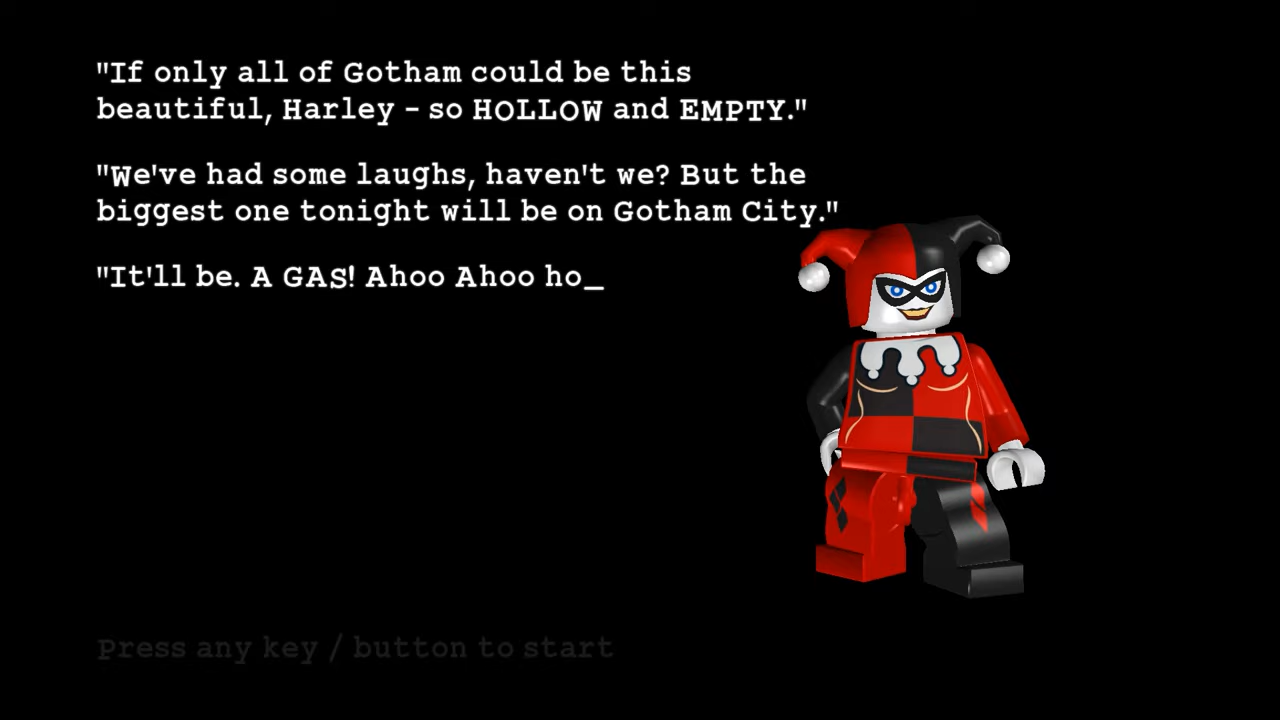 "If only all of Gotham could be this
beautiful, Harley - so HOLLOW and EMPTY."
"We've had some laughs, haven't we? But the
biggest one tonight will be on Gotham City."
"It'll be. A GAS! Ahoo Ahoo ho_
Press any key / button to start